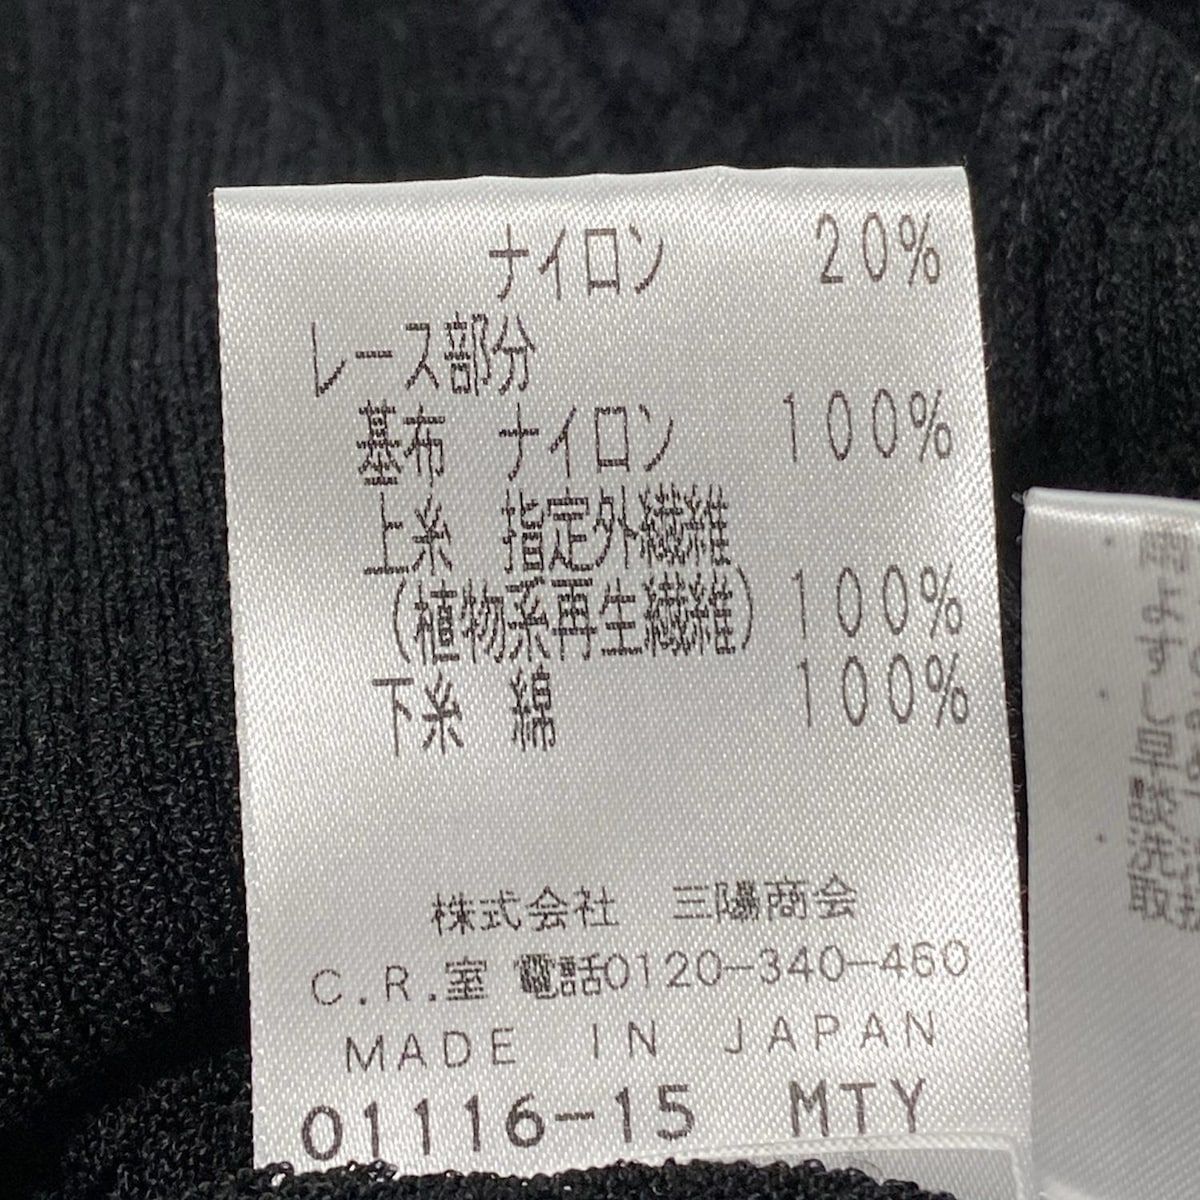 ナイロン 20%
レース部分
基布 ナイロン 100%
上糸 指定外繊維
(植物系再生繊維) 100%
下糸 綿 100%
株式会社 三陽商会
C.R.室 電話0120-340-460
MADE IN JAPAN
01116-15 MTY